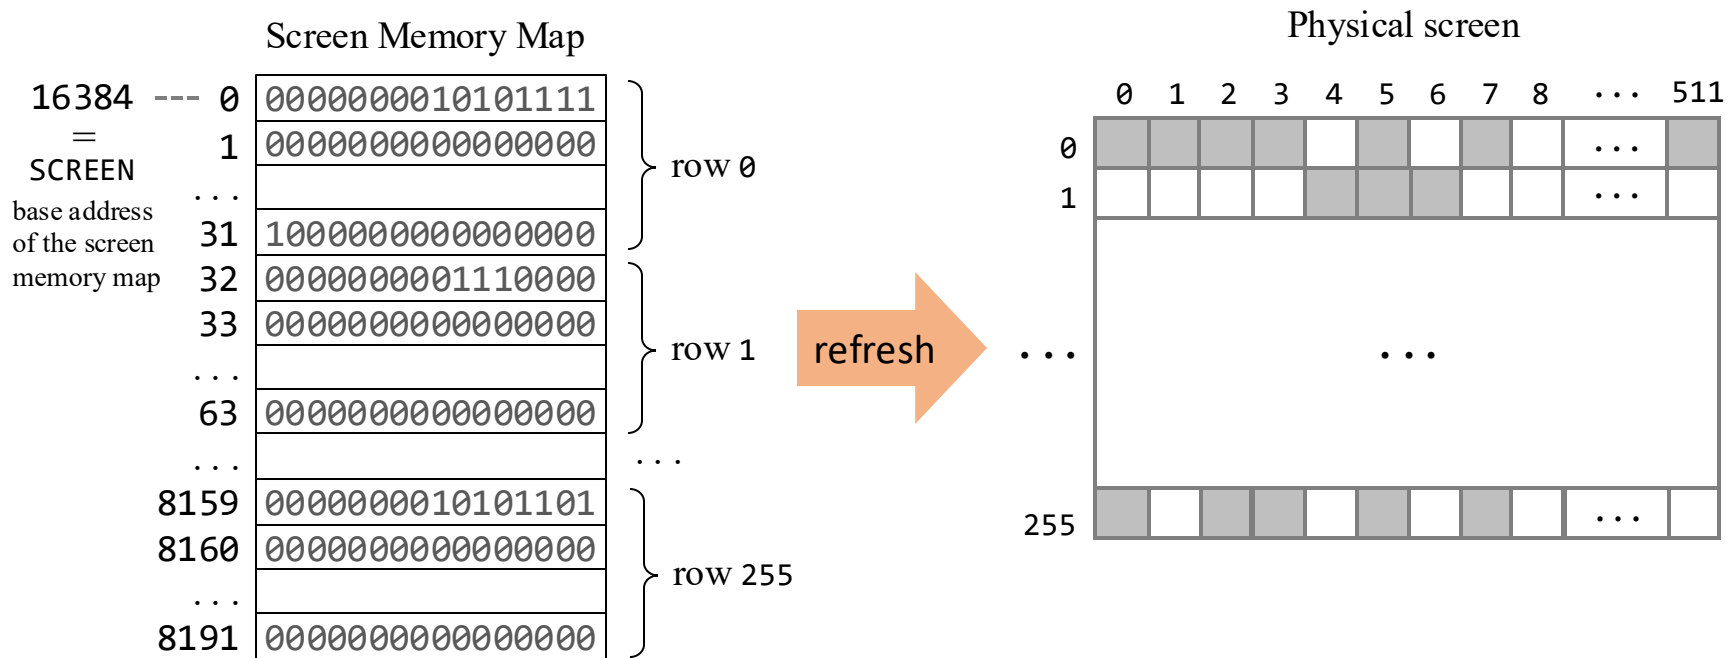 Screen Memory Map
16384 --- 0 0000000010101111
=
SCREEN
base address
of the screen
memory map
1 0000000000000000
...
31 1000000000000000
row 0
32 0000000001110000
33 0000000000000000
...
63 0000000000000000
row 1
...
...
8159 0000000010101101
8160 0000000000000000
...
8191 0000000000000000
row 255
refresh
Physical screen
0 1 2 3 4 5 6 7 8 ... 511
0 ...
1 ...
... ...
255 ...